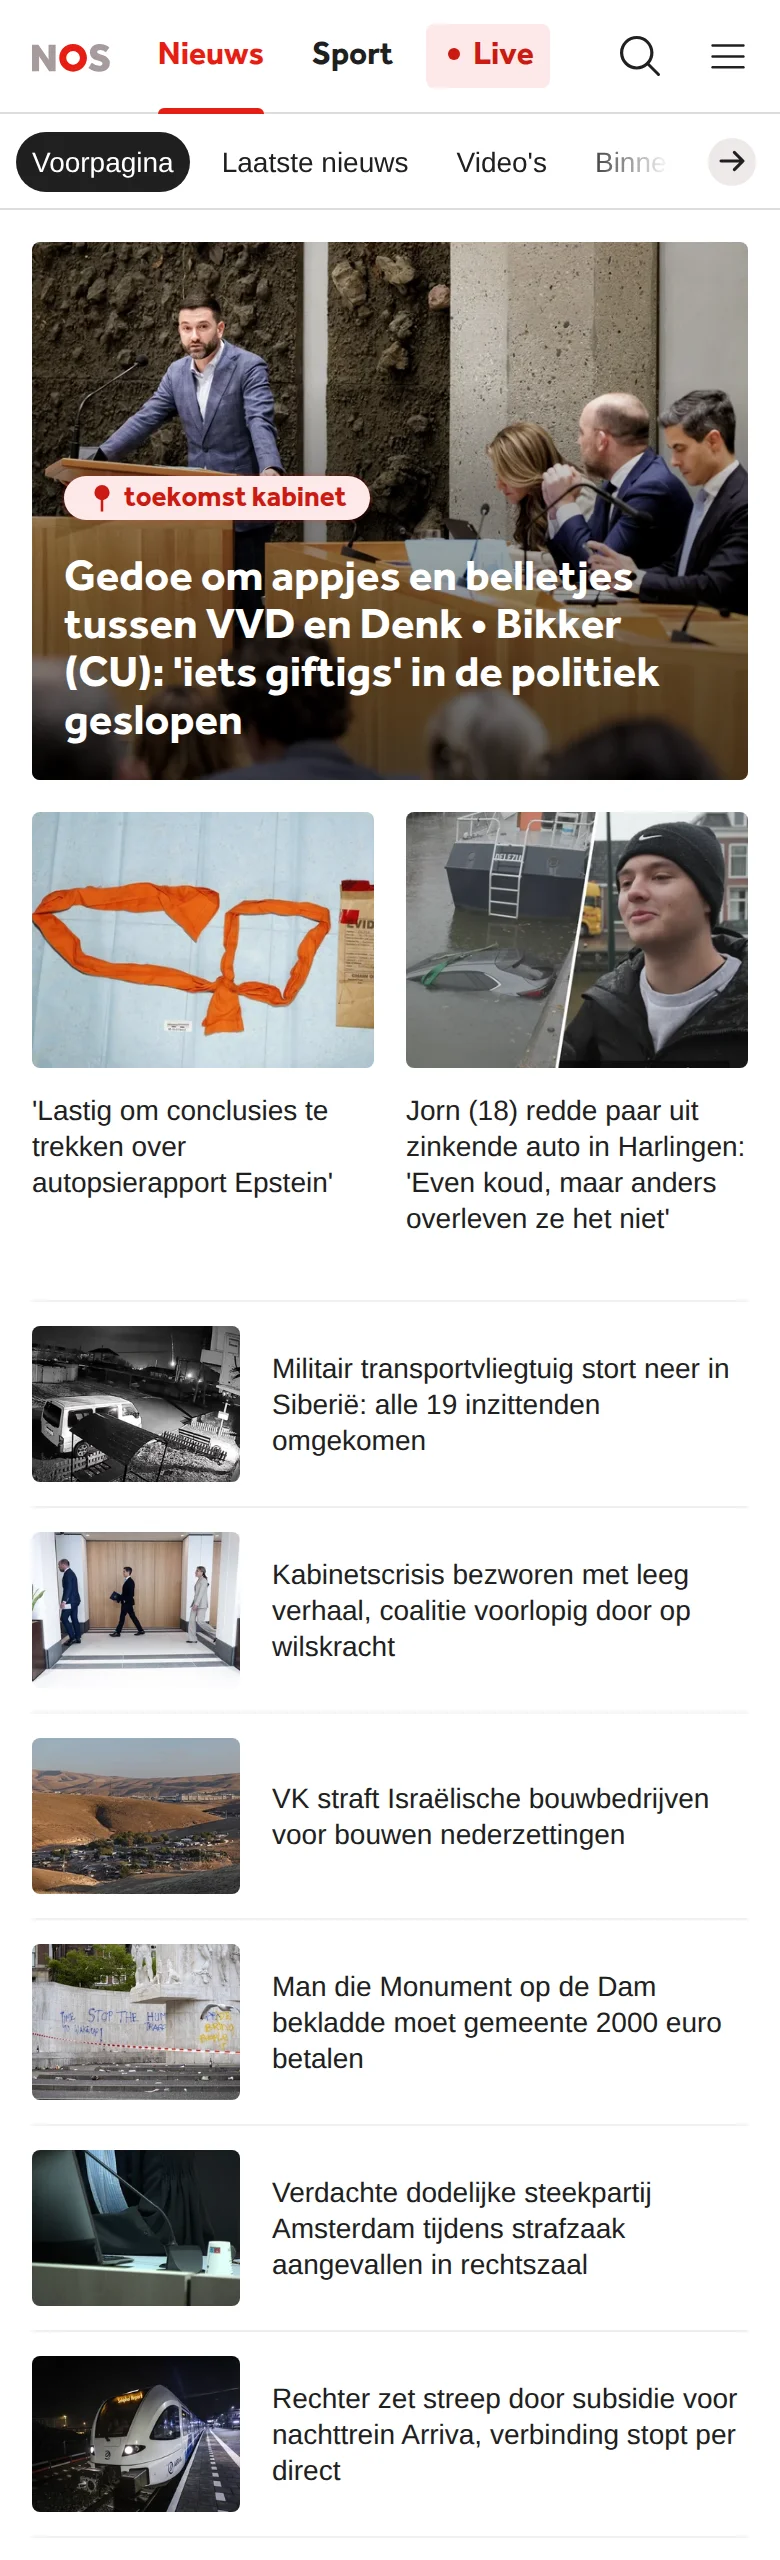 NOS Nieuws Sport Live
Voorpagina Laatste nieuws Video's Binne
toekomst kabinet
Gedoe om appjes en belletjes
tussen VVD en Denk • Bikker
(CU): 'iets giftigs' in de politiek
geslopen
DELEZIJ
'Lastig om conclusies te
trekken over
autopsierapport Epstein'
Jorn (18) redde paar uit
zinkende auto in Harlingen:
'Even koud, maar anders
overleven ze het niet'
Militair transportvliegtuig stort neer in
Siberië: alle 19 inzittenden
omgekomen
Kabinetscrisis bezworen met leeg
verhaal, coalitie voorlopig door op
wilskracht
VK straft Israëlische bouwbedrijven
voor bouwen nederzettingen
STOP THE HUM
Man die Monument op de Dam
bekladde moet gemeente 2000 euro
betalen
Verdachte dodelijke steekpartij
Amsterdam tijdens strafzaak
aangevallen in rechtszaal
Rechter zet streep door subsidie voor
nachttrein Arriva, verbinding stopt per
direct